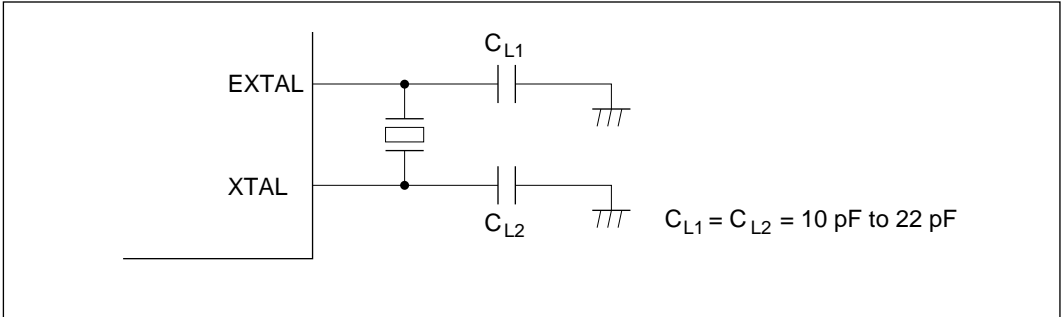 C L1
EXTAL
XTAL
C L2
C L1 = C L2 = 10 pF to 22 pF